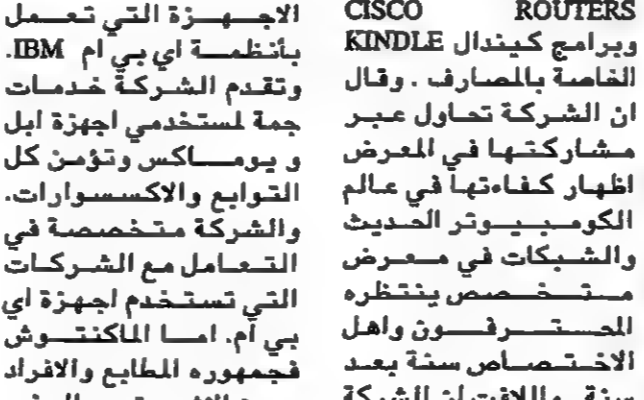 CISCO ROUTERS
وبرامج كيندال KINDLE
الخاصة بالمصارف . وقال
ان الشركة تحاول عبر
مشاركتها في المعرض
اظهار كفاءتها في عالم
الكومبيوتر الحديث
والشبكات في معرض
متخصص ينتظره
المحترفون واهل
الاختصاص سنة بعد
سنة واللافت ان الشركة
الاجهزة التي تعمل
بأنظمة اي بي ام IBM.
وتقدم الشركة خدمات
جمة لمستخدمي اجهزة ابل
و يوماكس وتؤمن كل
التوابع والاكسسوارات.
والشركة متخصصة في
التعامل مع الشركات
التي تستخدم اجهزة اي
بي أم. اما الماكنتوش
فجمهوره المطابع والافراد